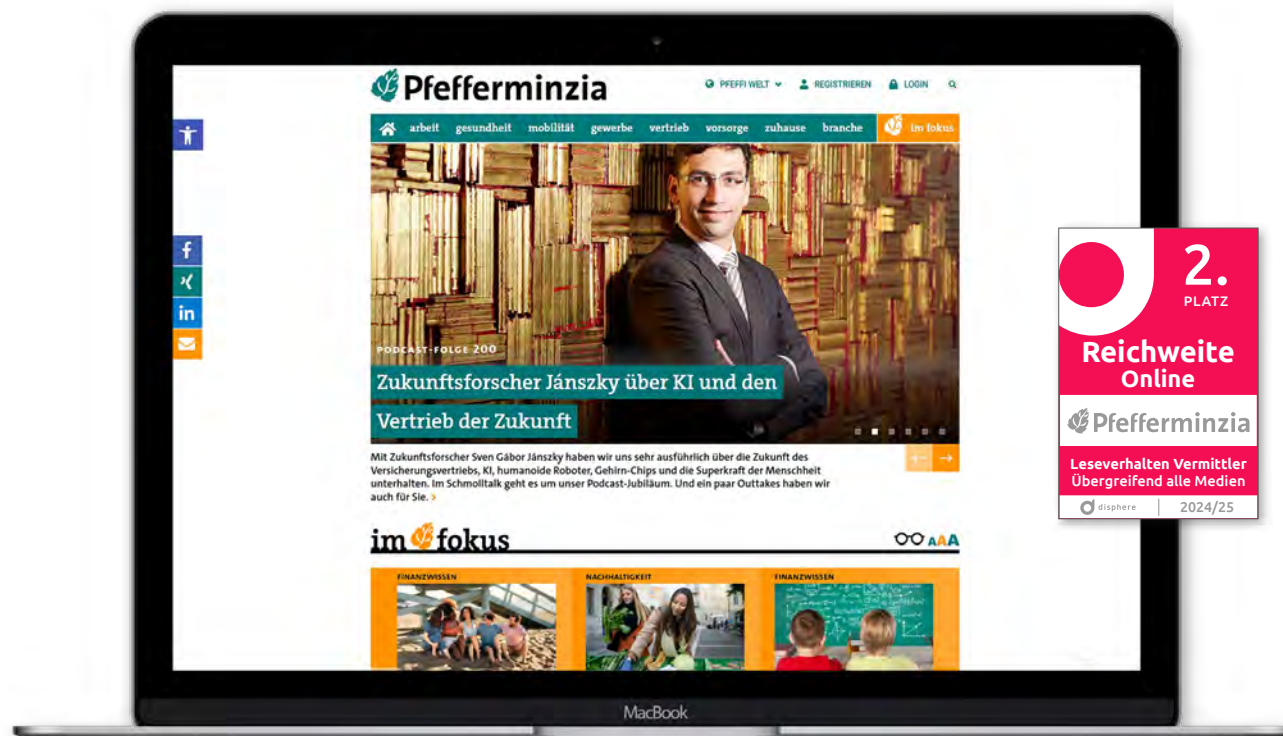 Pfefferminzia
PFEFFI WELT
REGISTRIEREN
LOGIN
arbeit gesundheit mobilität gewerbe vertrieb vorsorge zuhause branche im fokus
PODCAST-FOLGE 200
Zukunftsforscher Jánszky über KI und den
Vertrieb der Zukunft
Mit Zukunftsforscher Sven Gábor Jánszky haben wir uns sehr ausführlich über die Zukunft des
Versicherungsvertriebs, KI, humanoide Roboter, Gehirn-Chips und die Superkraft der Menschheit
unterhalten. Im Schmolltalk geht es um unser Podcast-Jubiläum. Und ein paar Outtakes haben wir
auch für Sie. >
im fokus
AAA
FINANZWISSEN
NACHHALTIGKEIT
FINANZWISSEN
MacBook
f
in
2.
PLATZ
Reichweite
Online
Pfefferminzia
Leseverhalten Vermittler
Übergreifend alle Medien
disphere | 2024/25